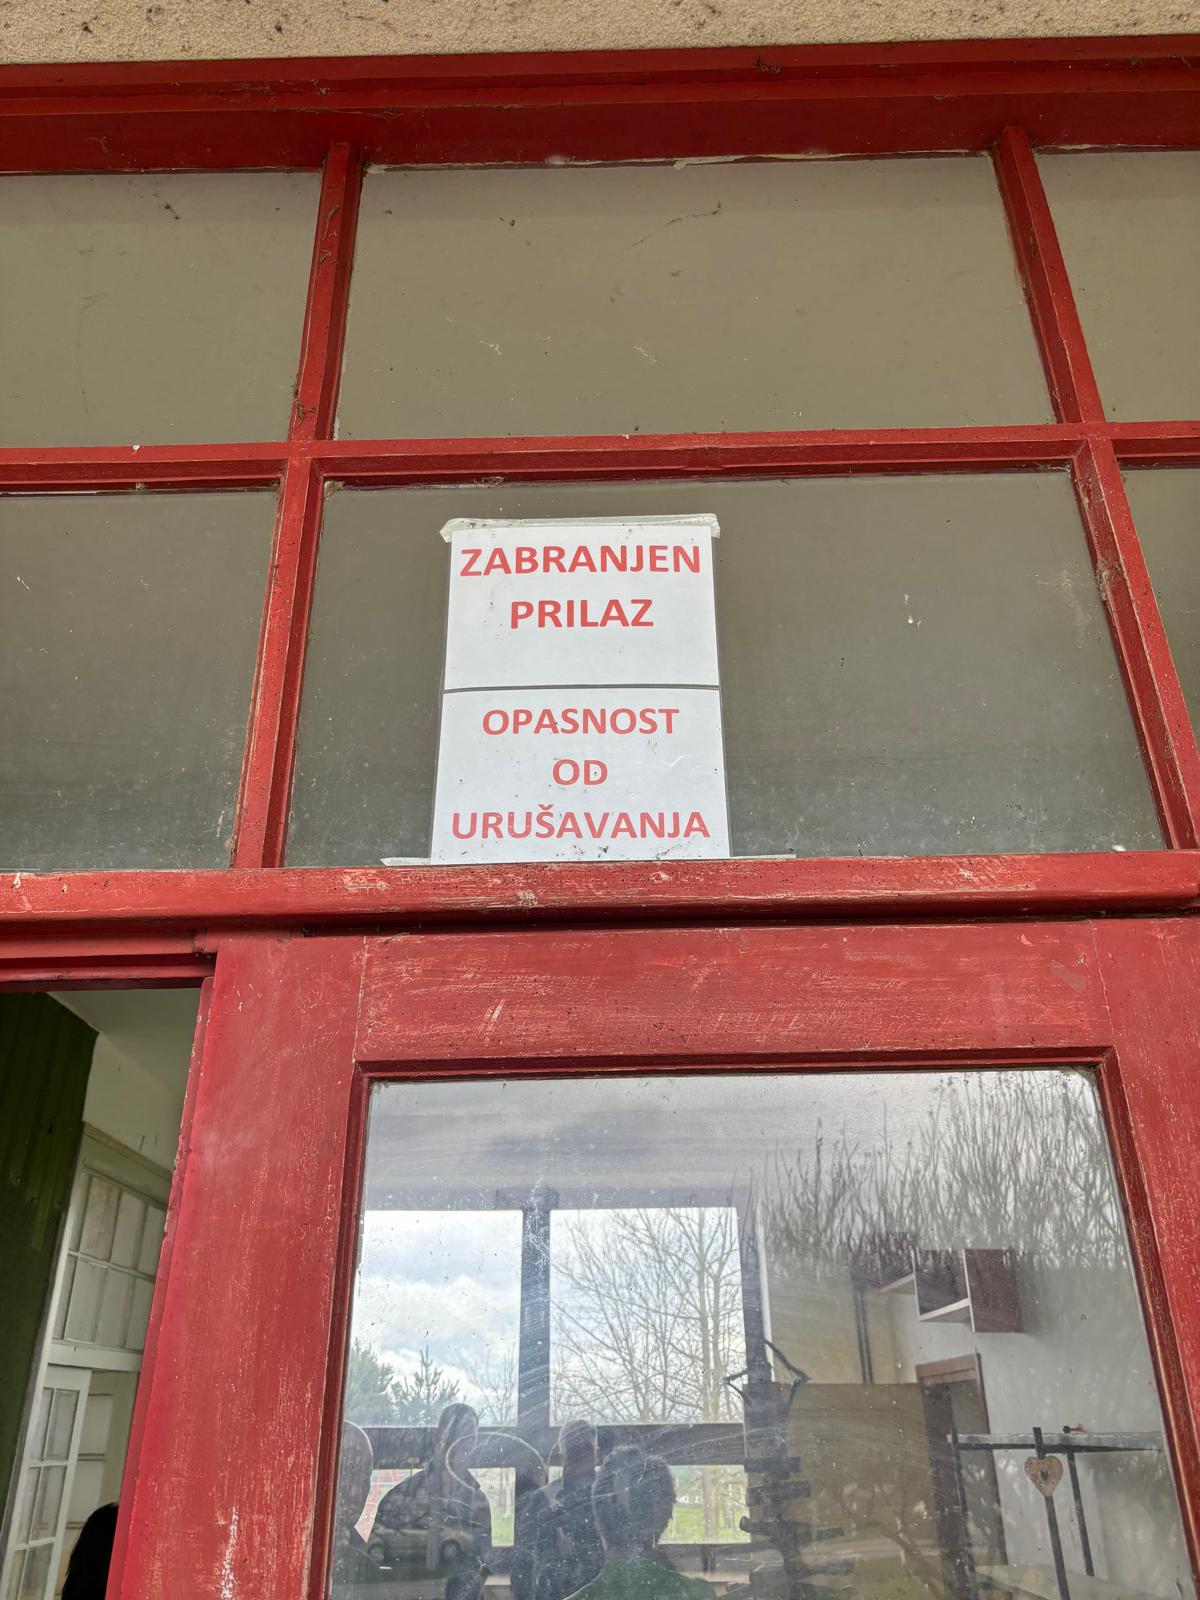 ZABRANJEN
PRILAZ
OPASNOST
OD
URUŠAVANJA